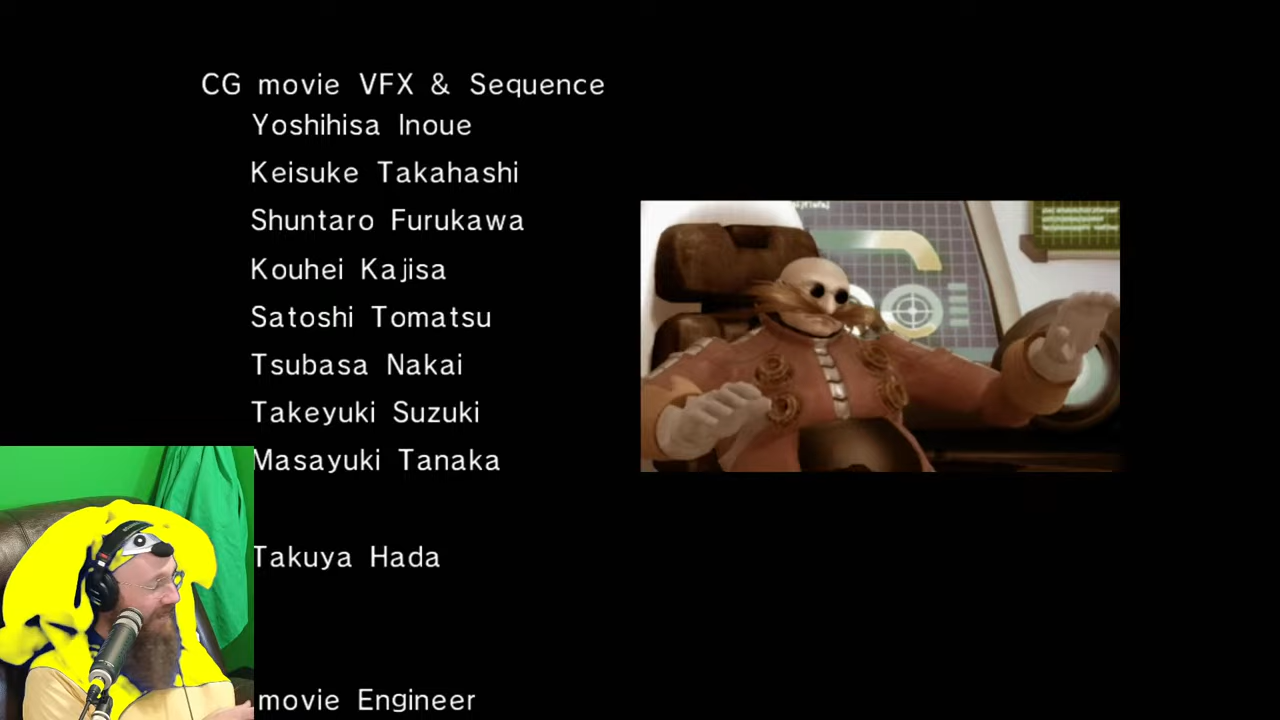 CG movie VFX & Sequence
Yoshihisa Inoue
Keisuke Takahashi
Shuntaro Furukawa
Kouhei Kajisa
Satoshi Tomatsu
Tsubasa Nakai
Takeyuki Suzuki
Masayuki Tanaka
Takuya Hada
movie Engineer